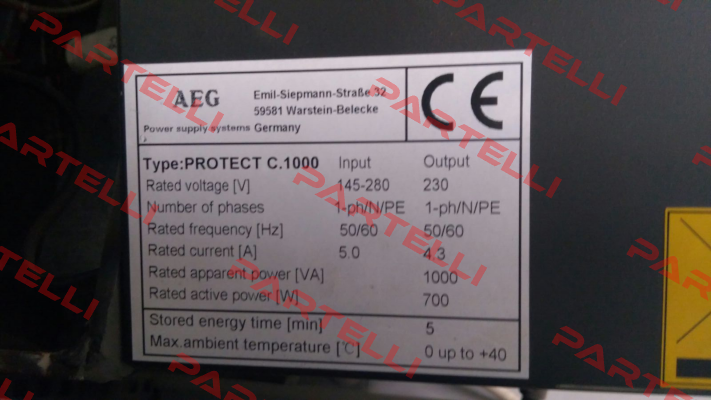 AEG
Power supply systems
Emil-Siepmann-Straße 32
59581 Warstein-Belecke
Germany
CE
Type:PROTECT C.1000 Input Output
Rated voltage [V] 145-280 230
Number of phases 1-ph/N/PE 1-ph/N/PE
Rated frequency [Hz] 50/60 50/60
Rated current [A] 5.0 4.3
Rated apparent power [VA] 1000
Rated active power [W] 700
Stored energy time [min] 5
Max.ambient temperature [℃] 0 up to +40
PARTELLI
PARTELLI
PARTELLI
PARTELLI
PARTELLI
PARTELLI